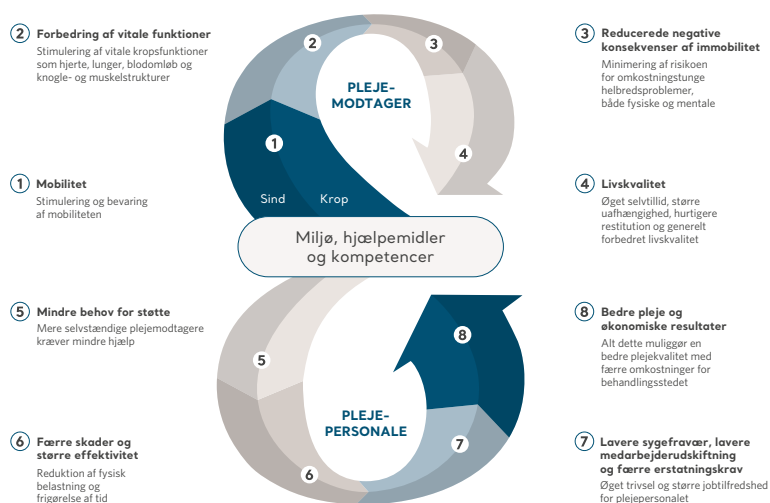 2 Forbedring af vitale funktioner
Stimulering af vitale kropsfunktioner
som hjerte, lunger, blodomløb og
knogle- og muskelstrukturer
1 Mobilitet
Stimulering og bevaring
af mobiliteten
5 Mindre behov for støtte
Mere selvstændige plejemodtagere
kræver mindre hjælp
6 Færre skader og
større effektivitet
Reduktion af fysisk
belastning og
frigørelse af tid
2
3
PLEJE-
MODTAGER
1
4
Sind Krop
Miljø, hjælpemidler
og kompetencer
8
5
PLEJE-
PERSONALE
7
6
3 Reducerede negative
konsekvenser af immobilitet
Minimering af risikoen
for omkostningstunge
helbredsproblemer,
både fysiske og mentale
4 Livskvalitet
Øget selvtillid, større
uafhængighed, hurtigere
restitution og generelt
forbedret livskvalitet
8 Bedre pleje og
økonomiske resultater
Alt dette muliggør en
bedre plejekvalitet med
færre omkostninger for
behandlingsstedet
7 Lavere sygefravær, lavere
medarbejderudskiftning
og færre erstatningskrav
Øget trivsel og større jobtilfredshed
for plejepersonalet